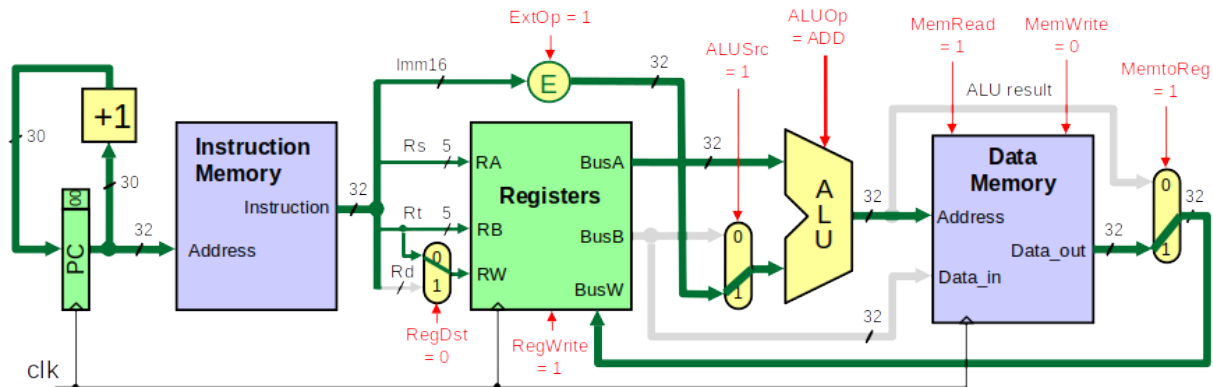 ExtOp = 1
ALUOp
= ADD
MemRead
= 1
MemWrite
= 0
ALUSrc
= 1
MemtoReg
= 1
Imm16
32
E
ALU result
30
+1
30
00
PC
32
Instruction
Memory
Instruction
Address
32
Rs
5
Rt
5
Rd
0
1
RegDst
= 0
RA
RB
RW
Registers
BusA
BusB
BusW
RegWrite
= 1
32
0
1
A
L
U
32
32
Data
Memory
Address
Data_out
Data_in
32
0
1
32
clk